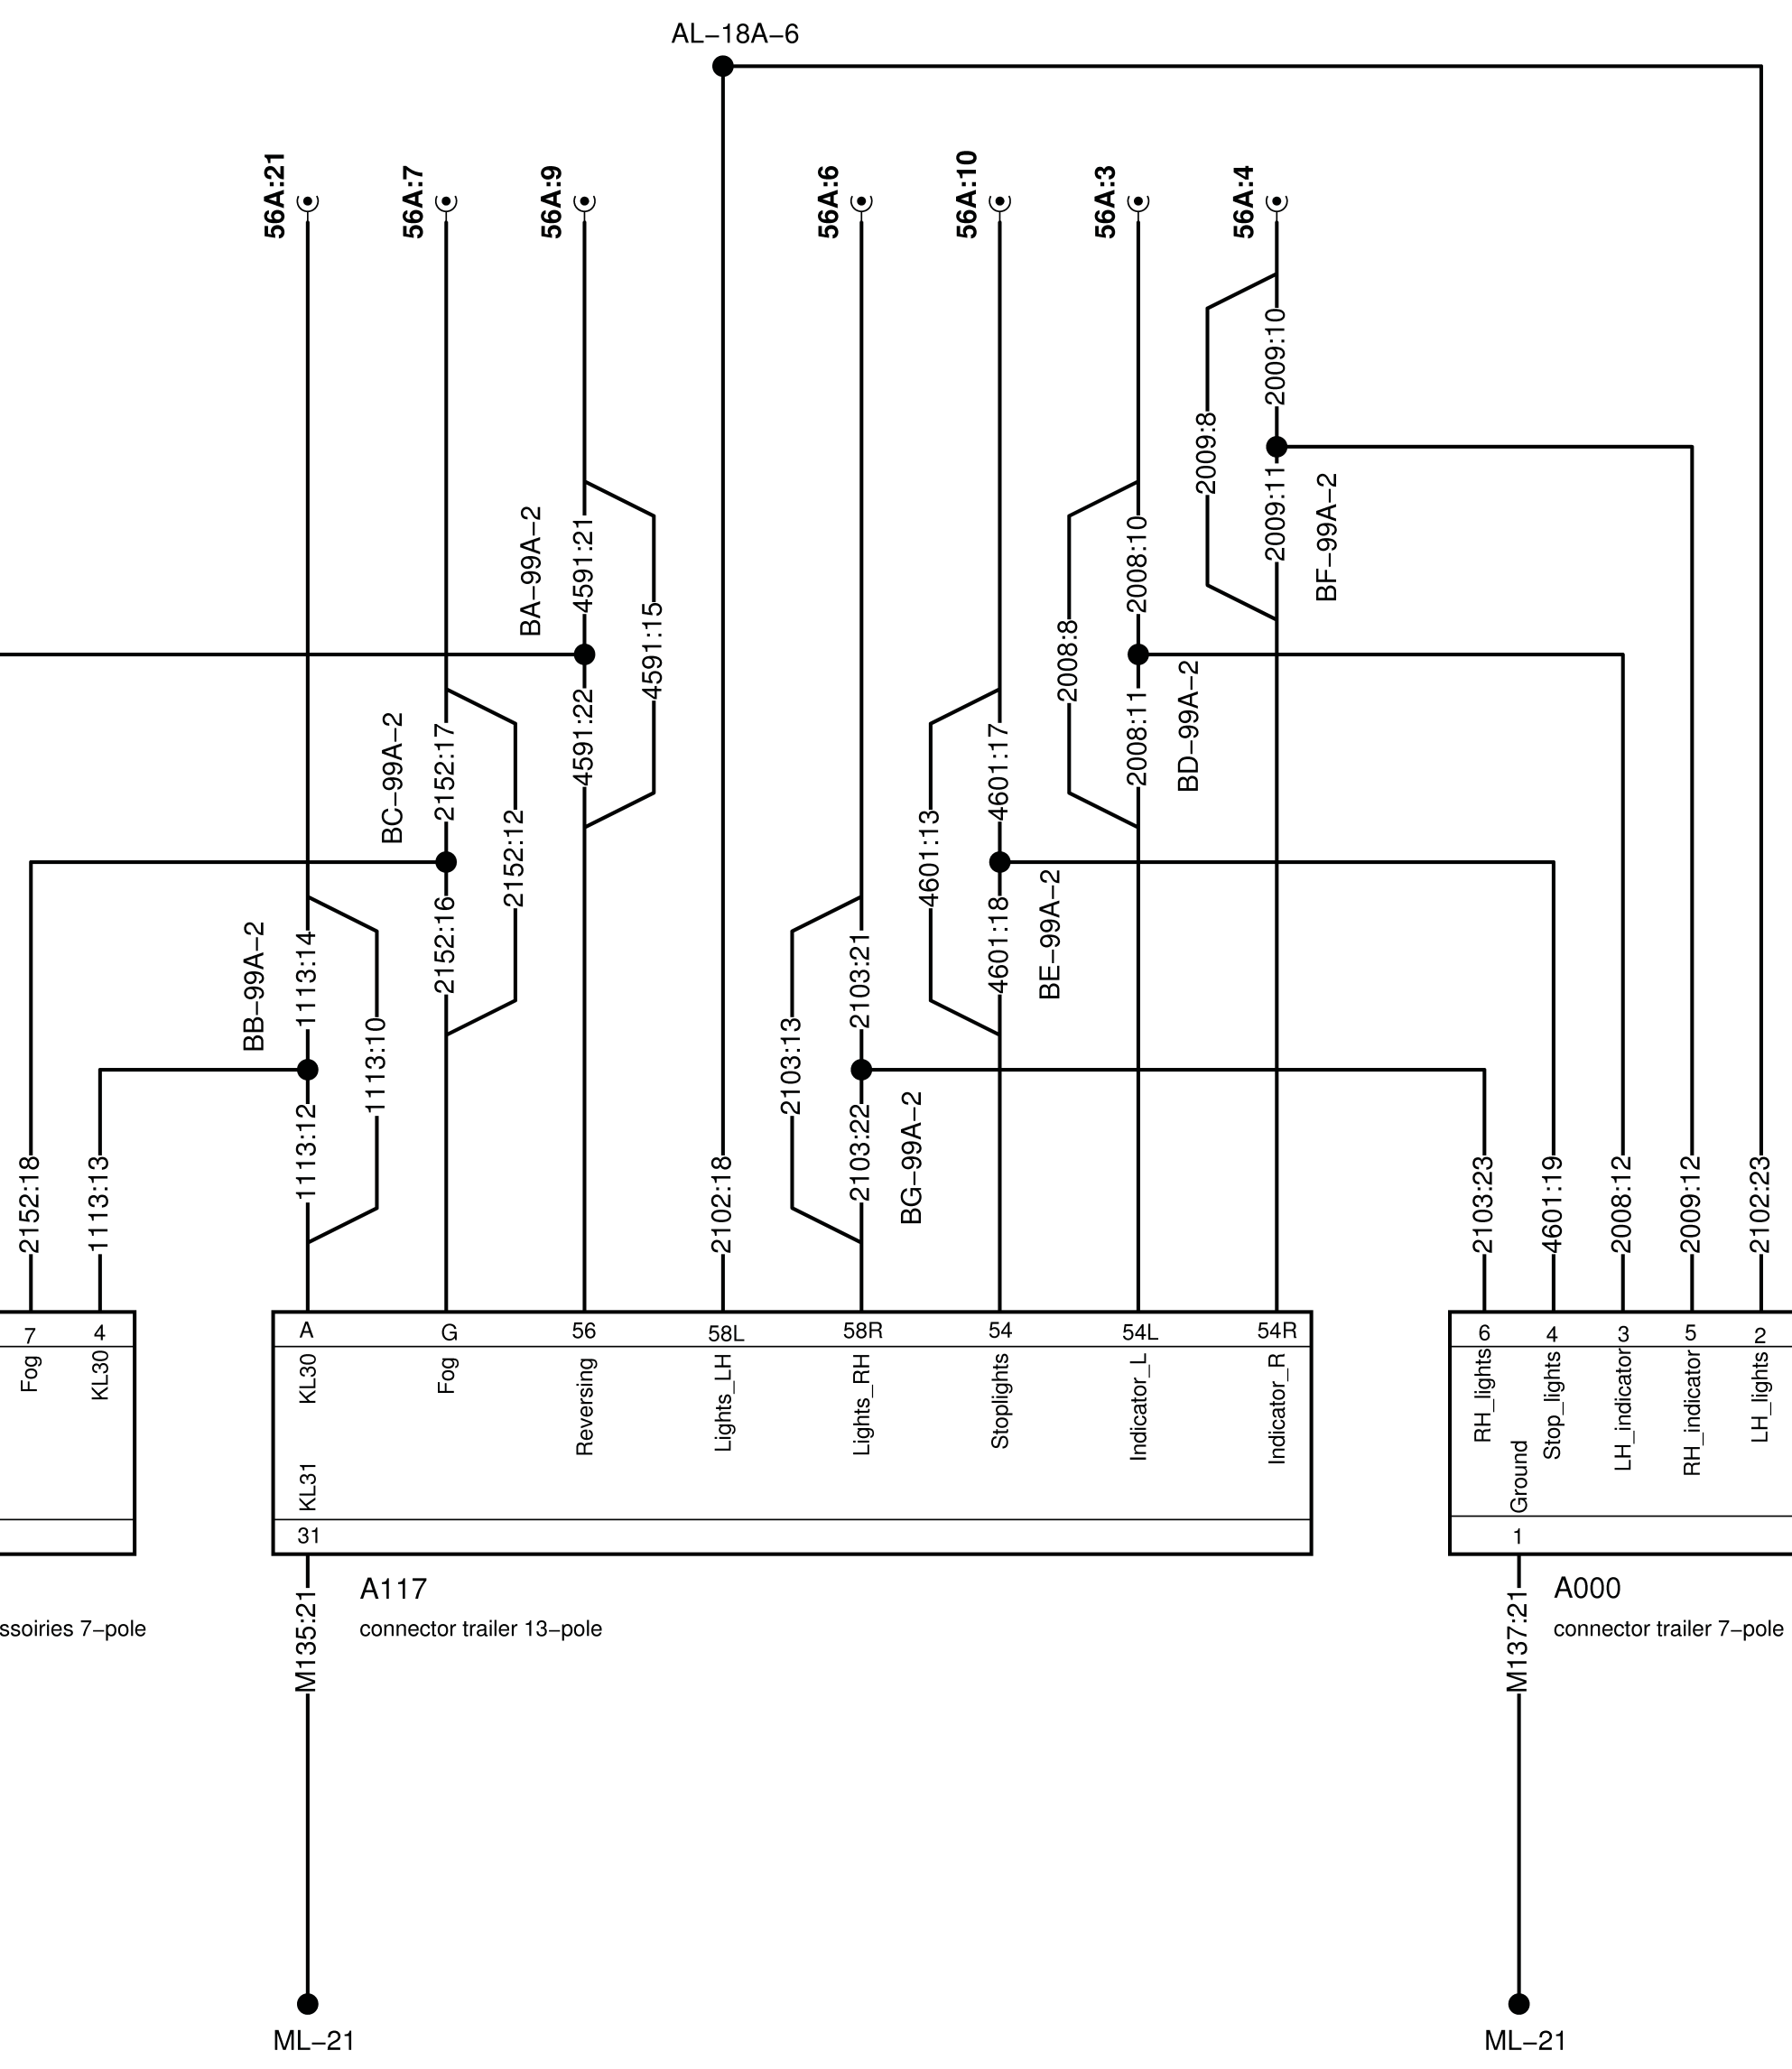 AL−18A−6
56A:21
56A:7
56A:9
56A:6
56A:10
56A:3
56A:4
2009:10
2009:8
2009:11
BF−99A−2
BA−99A−2
4591:21
4591:15
4591:22
2008:10
2008:8
2008:11
BD−99A−2
BC−99A−2
2152:17
2152:12
2152:16
4601:17
4601:13
4601:18
BE−99A−2
BB−99A−2
1113:14
1113:10
1113:12
2103:21
2103:13
2103:22
BG−99A−2
2152:18
1113:13
2102:18
2103:23
4601:19
2008:12
2009:12
2102:23
7
4
A
G
56
58L
58R
54
54L
54R
6
4
3
5
2
Fog
KL30
KL30
Fog
Reversing
Lights_LH
Lights_RH
Stoplights
Indicator_L
Indicator_R
RH_lights
Stop_lights
LH_indicator
RH_indicator
LH_lights
KL31
Ground
31
1
A117
A000
ssoiries 7−pole
connector trailer 13−pole
connector trailer 7−pole
M135:21
M137:21
ML−21
ML−21